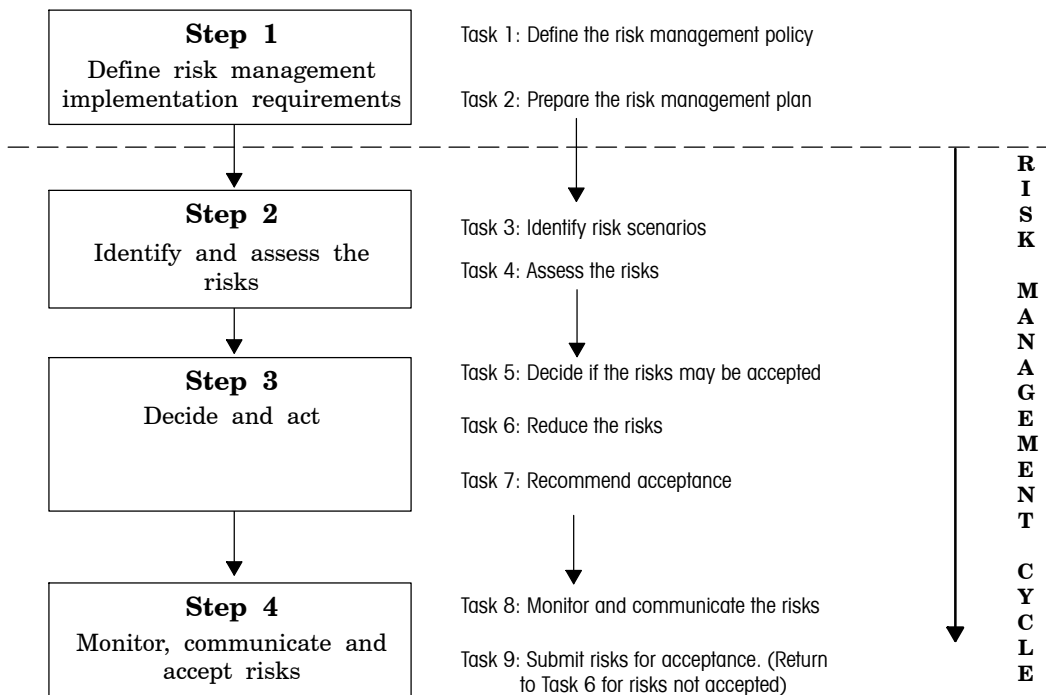 Step 1
Define risk management
implementation requirements
Task 1: Define the risk management policy
Task 2: Prepare the risk management plan
Step 2
Identify and assess the
risks
Task 3: Identify risk scenarios
Task 4: Assess the risks
Step 3
Decide and act
Task 5: Decide if the risks may be accepted
Task 6: Reduce the risks
Task 7: Recommend acceptance
Step 4
Monitor, communicate and
accept risks
Task 8: Monitor and communicate the risks
Task 9: Submit risks for acceptance. (Return
to Task 6 for risks not accepted)
RISK MANAGEMENT CYCLE